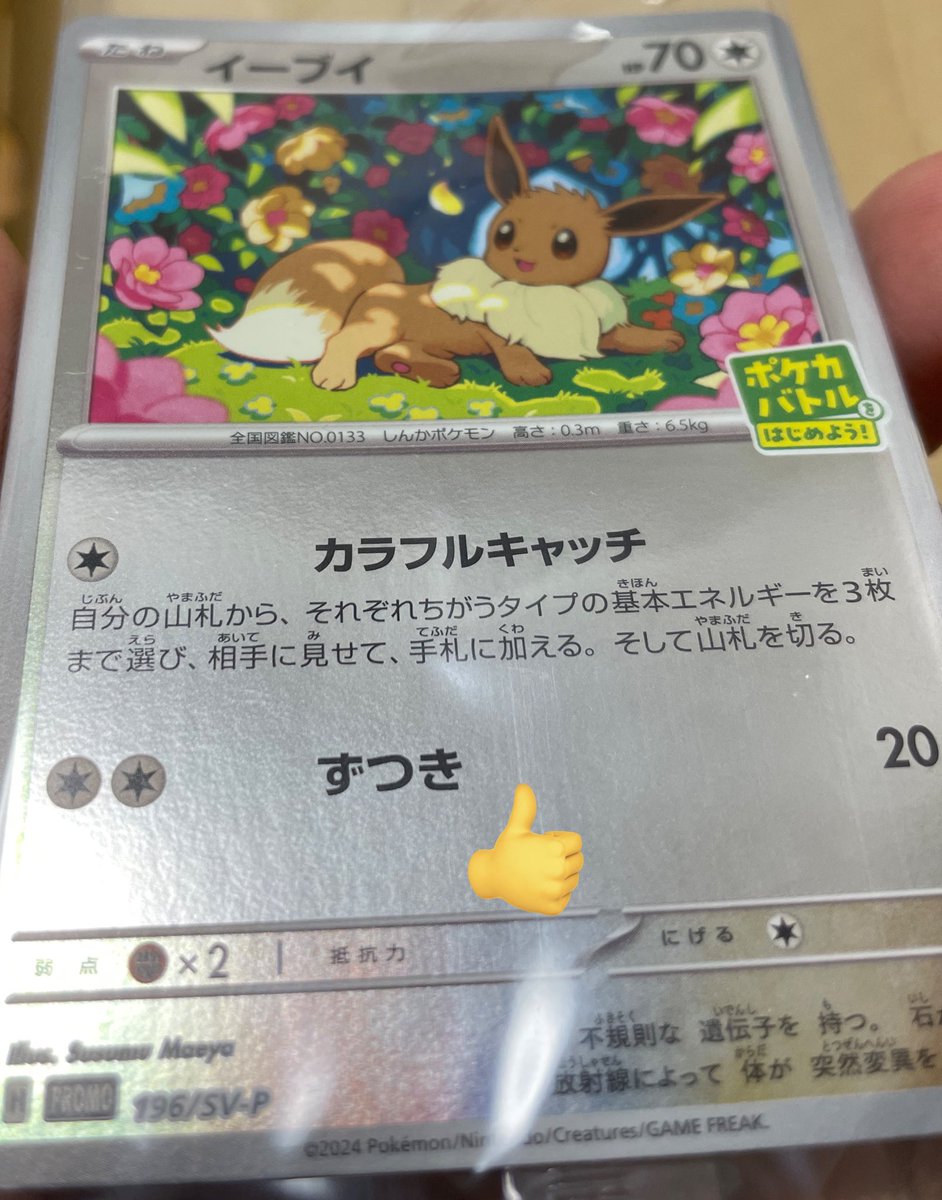 たね イーブイ HP70
ポケカ
バトルを
はじめよう!
全国図鑑NO.0133 しんかポケモン 高さ:0.3m 重さ:6.5kg
カラフルキャッチ
自分の山札から、それぞれちがうタイプの基本エネルギーを3枚
まで選び、相手に見せて、手札に加える。そして山札を切る。
ずつき 20
弱点 ×2 抵抗力 にげる
不規則な 遺伝子を 持つ。 石
放射線によって 体が 突然変異を
Illus. Susumu Maeya
H PROMO 196/SV-P
©2024 Pokémon/Nintendo/Creatures/GAME FREAK.